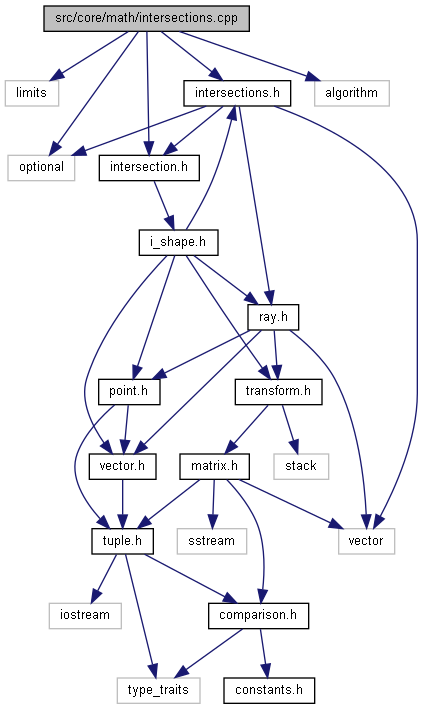 src/core/math/intersections.cpp
limits
intersections.h
algorithm
optional
intersection.h
i_shape.h
ray.h
point.h
transform.h
vector.h
matrix.h
stack
tuple.h
sstream
vector
iostream
comparison.h
type_traits
constants.h